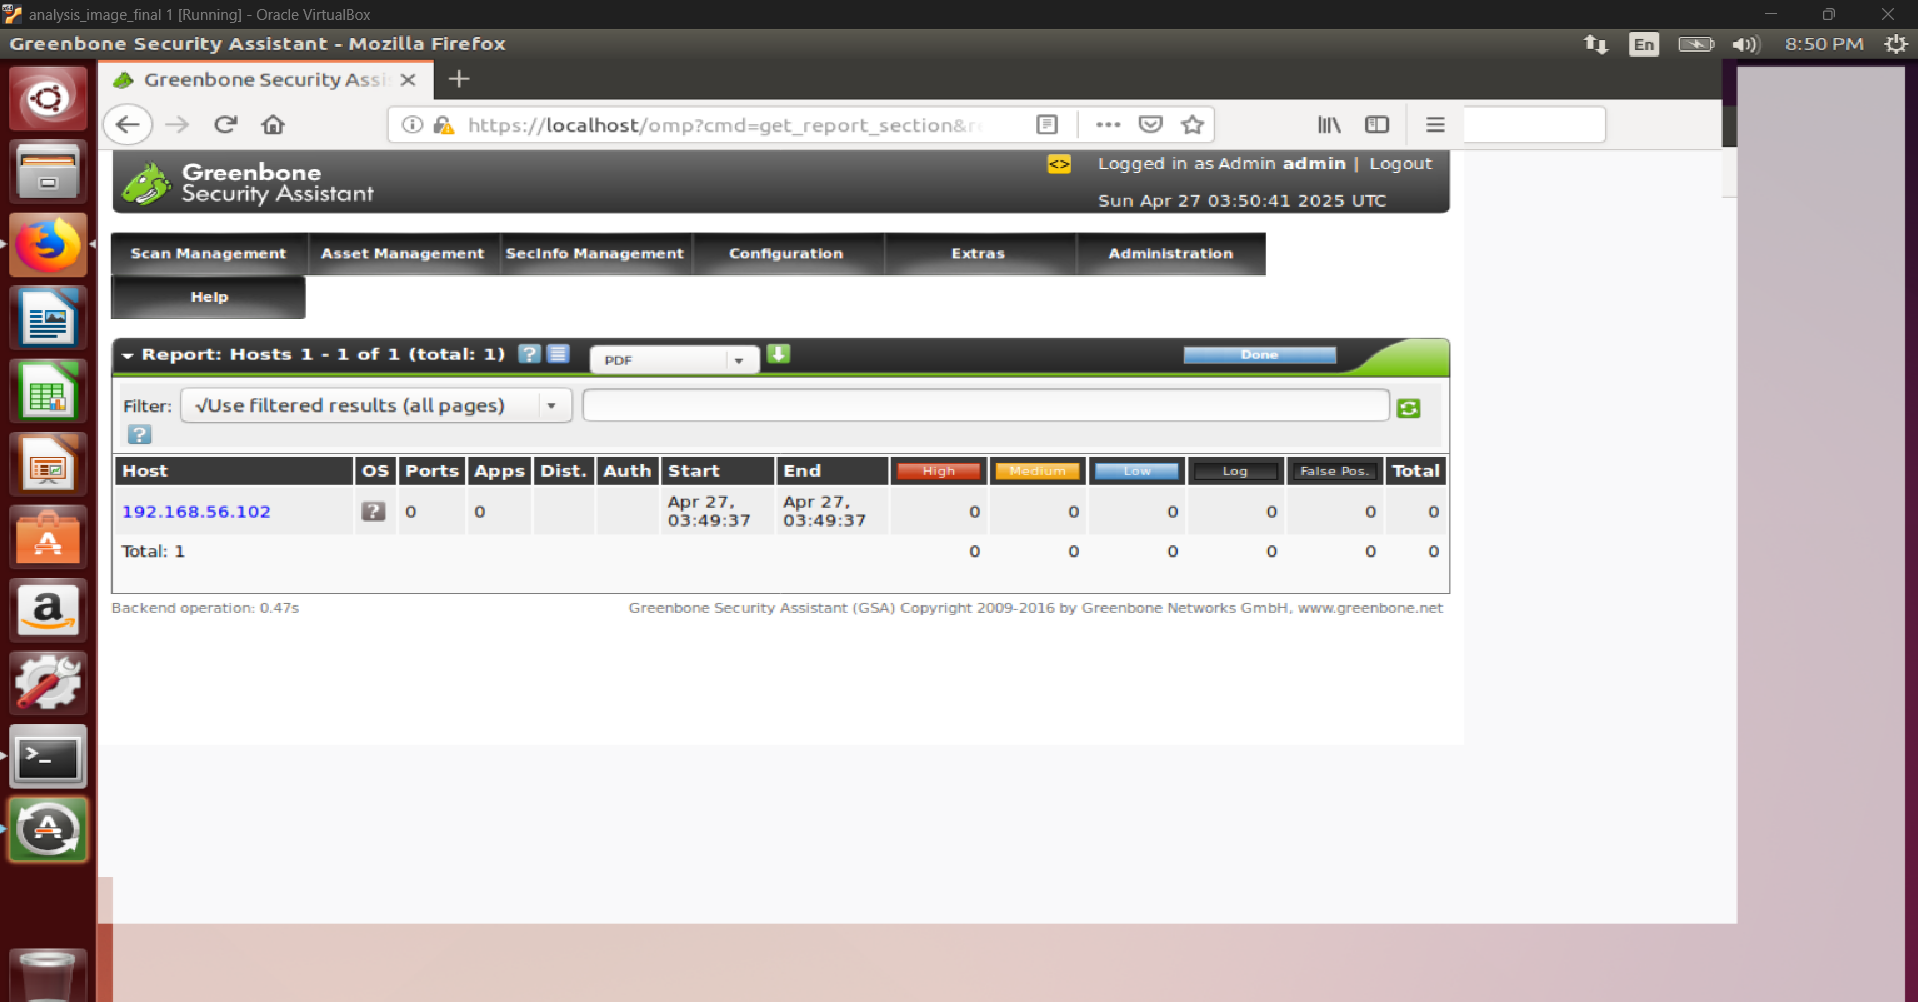 analysis_image_final 1 [Running] - Oracle VirtualBox
Greenbone Security Assistant - Mozilla Firefox
En
8:50 PM
Greenbone Security Assi
https://localhost/omp?cmd=get_report_section&r
Greenbone
Security Assistant
<> Logged in as Admin admin | Logout
Sun Apr 27 03:50:41 2025 UTC
Scan Management Asset Management SecInfo Management Configuration Extras Administration
Help
Report: Hosts 1 - 1 of 1 (total: 1) ? PDF Done
Filter: √Use filtered results (all pages)
?
Host OS Ports Apps Dist. Auth Start End High Medium Low Log False Pos. Total
192.168.56.102 ? 0 0 Apr 27, 03:49:37 Apr 27, 03:49:37 0 0 0 0 0 0
Total: 1 0 0 0 0 0 0
Backend operation: 0.47s Greenbone Security Assistant (GSA) Copyright 2009-2016 by Greenbone Networks GmbH, www.greenbone.net